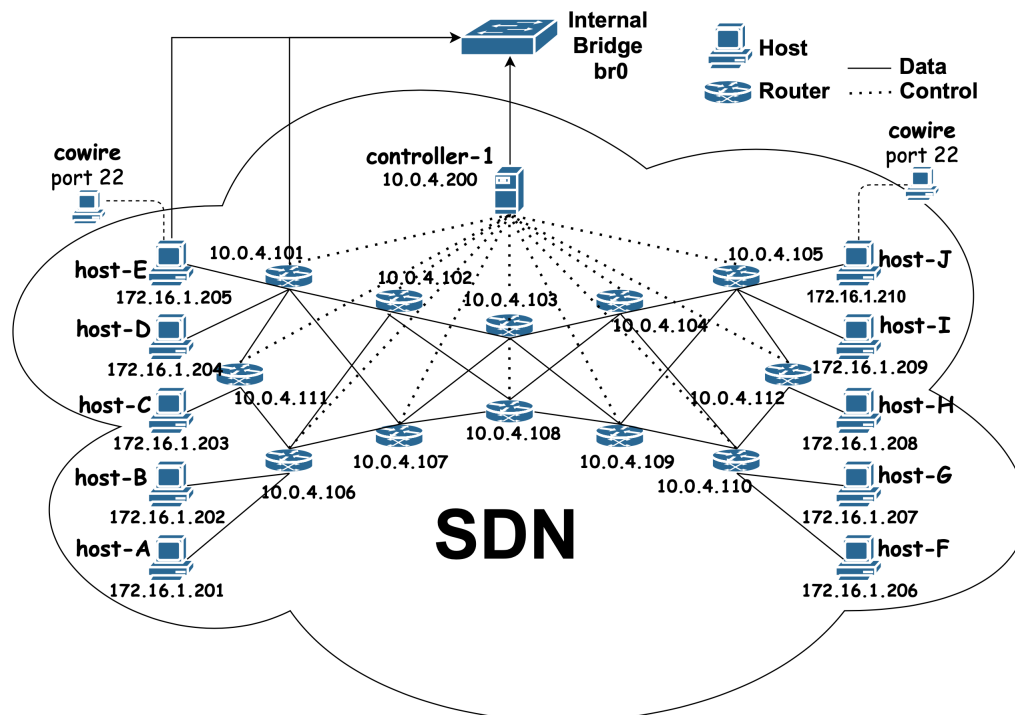 Internal
Bridge
br0
Host
Router
Data
Control
cowire
port 22
controller-1
10.0.4.200
cowire
port 22
10.0.4.101
10.0.4.102
10.0.4.103
10.0.4.104
10.0.4.105
host-E
172.16.1.205
host-J
172.16.1.210
host-D
172.16.1.204
host-I
172.16.1.209
10.0.4.111
10.0.4.112
host-C
172.16.1.203
host-H
172.16.1.208
10.0.4.106
10.0.4.107
10.0.4.108
10.0.4.109
10.0.4.110
host-B
172.16.1.202
host-G
172.16.1.207
SDN
host-A
172.16.1.201
host-F
172.16.1.206